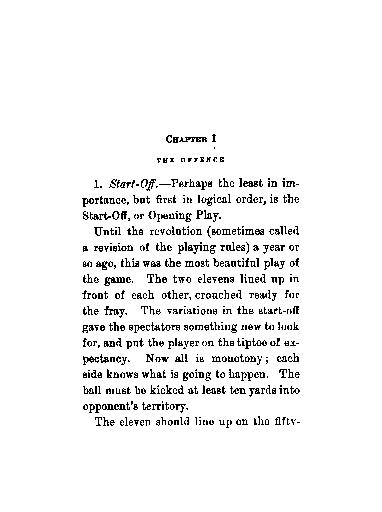 CHAPTER I
THE OFFENCE
1. Start-Off.—Perhaps the least in im-
portance, but first in logical order, is the
Start-Off, or Opening Play.
Until the revolution (sometimes called
a revision of the playing rules) a year or
so ago, this was the most beautiful play of
the game. The two elevens lined up in
front of each other, crouched ready for
the fray. The variations in the start-off
gave the spectators something new to look
for, and put the player on the tiptoe of ex-
pectancy. Now all is monotony; each
side knows what is going to happen. The
ball must be kicked at least ten yards into
opponent's territory.
The eleven should line up on the fifty-